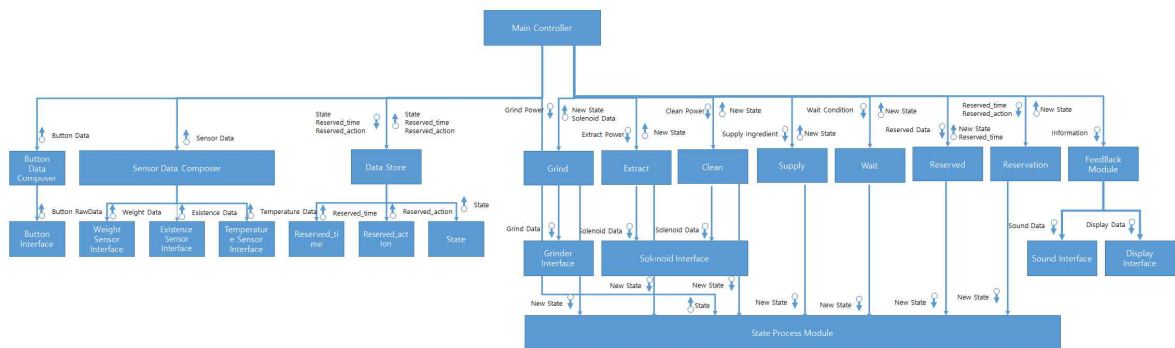 Main Controller
Button Data
Sensor Data
State
Reserved_time
Reserved_action
State
Reserved_time
Reserved_action
Grind Power
New State
Solenoid Data
Extract Power
New State
Clean Power
New State
Supply Ingredient
New State
Wait Condition
New State
Reserved Data
New State
Reserved_time
Reserved_time
Reserved_action
New State
Information
Button
Data
Composer
Sensor Data Composer
Data Store
Grind
Extract
Clean
Supply
Wait
Reserved
Reservation
FeedBack
Module
Button RawData
Weight Data
Existence Data
Temperature Data
Reserved_time
Reserved_action
State
Button
Interface
Weight
Sensor
Interface
Existence
Sensor
Interface
Temperatur
e Sensor
Interface
Reserved_ti
me
Reserved_act
ion
State
Grind Data
Solenoid Data
Solenoid Data
Sound Data
Display Data
Grinder
Interface
Solenoid Interface
Sound Interface
Display
Interface
New State
New State
New State
State
New State
New State
New State
New State
State Process Module